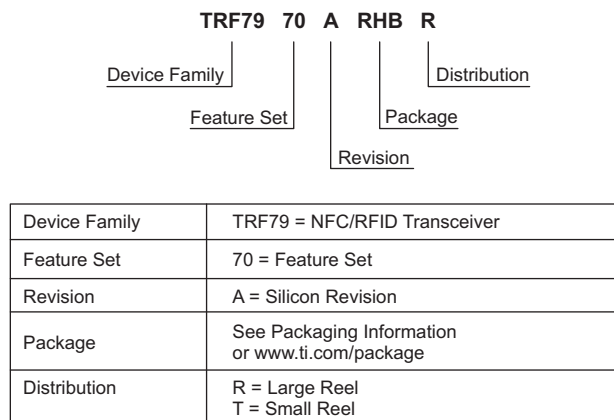 TRF79 70 A RHB R
Device Family
Distribution
Feature Set
Package
Revision
Device Family TRF79 = NFC/RFID Transceiver
Feature Set 70 = Feature Set
Revision A = Silicon Revision
Package See Packaging Information
or www.ti.com/package
Distribution R = Large Reel
T = Small Reel